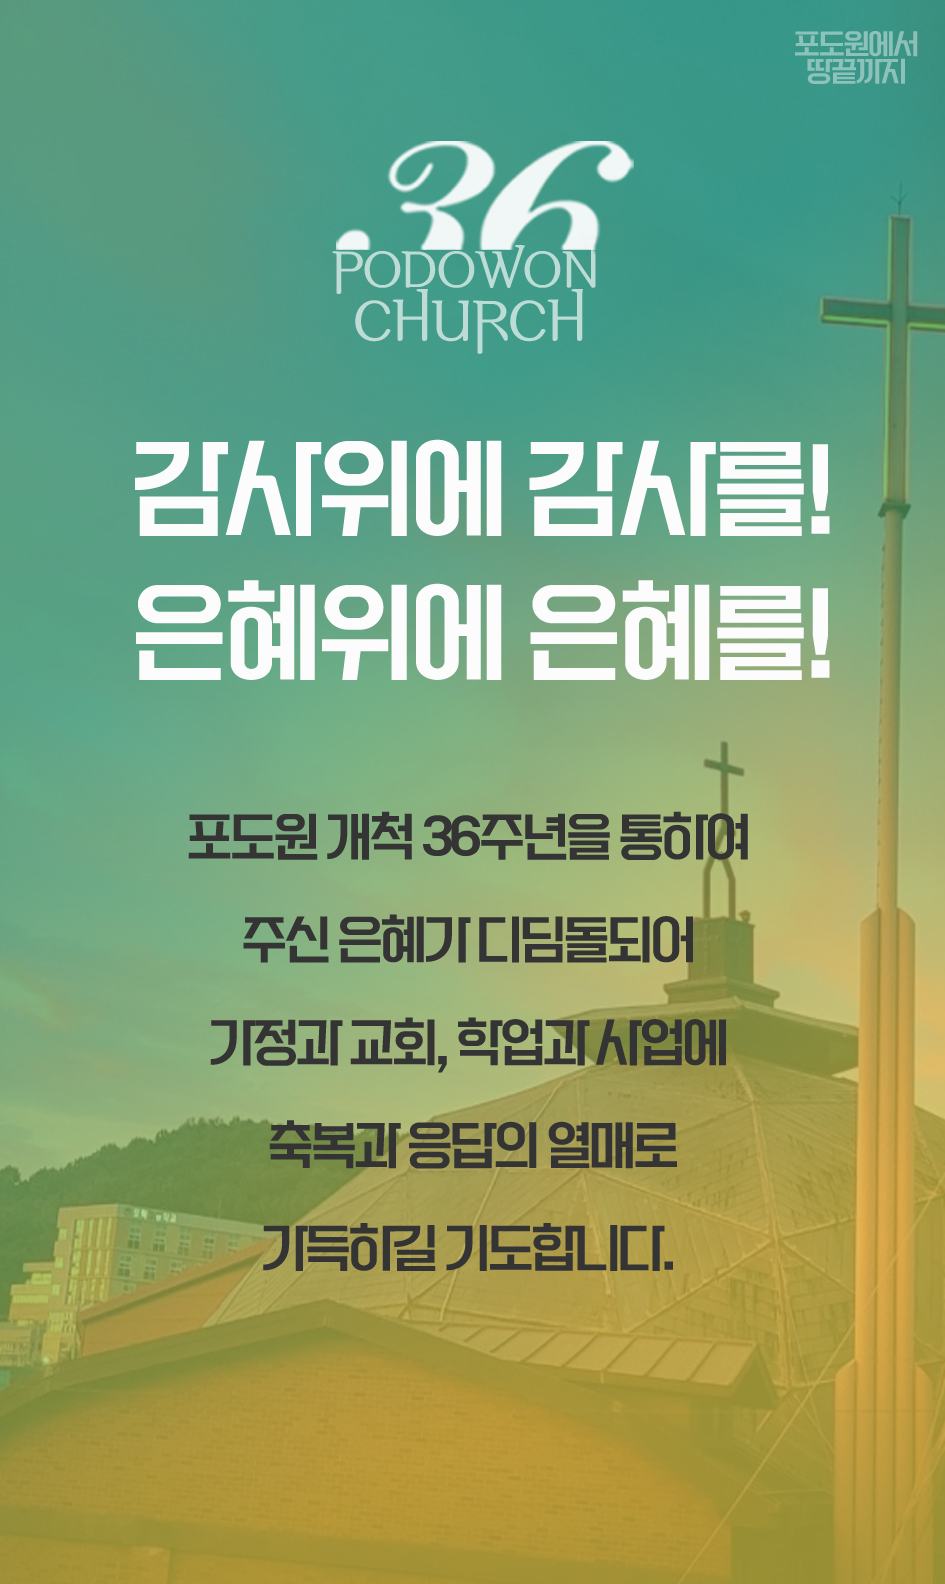 포도원에서
땅끝까지
36
PODOWON
CHURCH
감사위에 감사를!
은혜위에 은혜를!
포도원 개척 36주년을 통하여
주신 은혜가 디딤돌되어
가정과 교회, 학업과 사업에
축복과 응답의 열매로
가득하길 기도합니다.